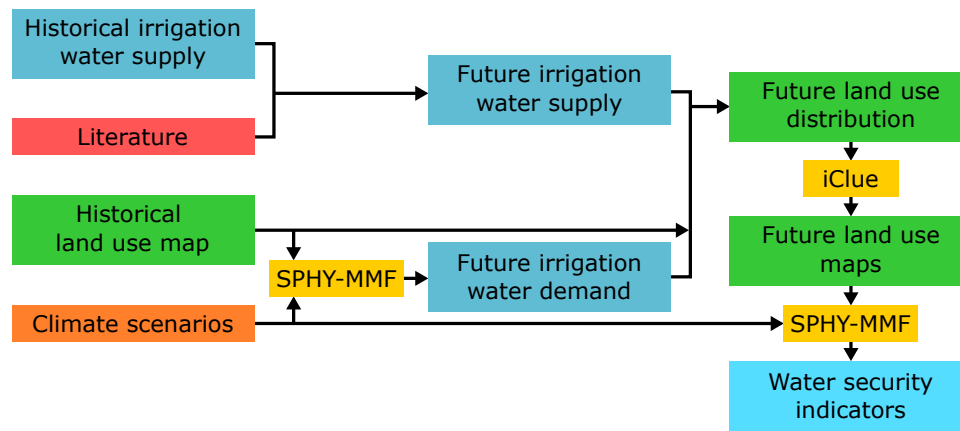 Historical irrigation
water supply
Literature
Future irrigation
water supply
Future land use
distribution
iClue
Historical
land use map
SPHY-MMF
Future irrigation
water demand
Future land use
maps
Climate scenarios
SPHY-MMF
Water security
indicators